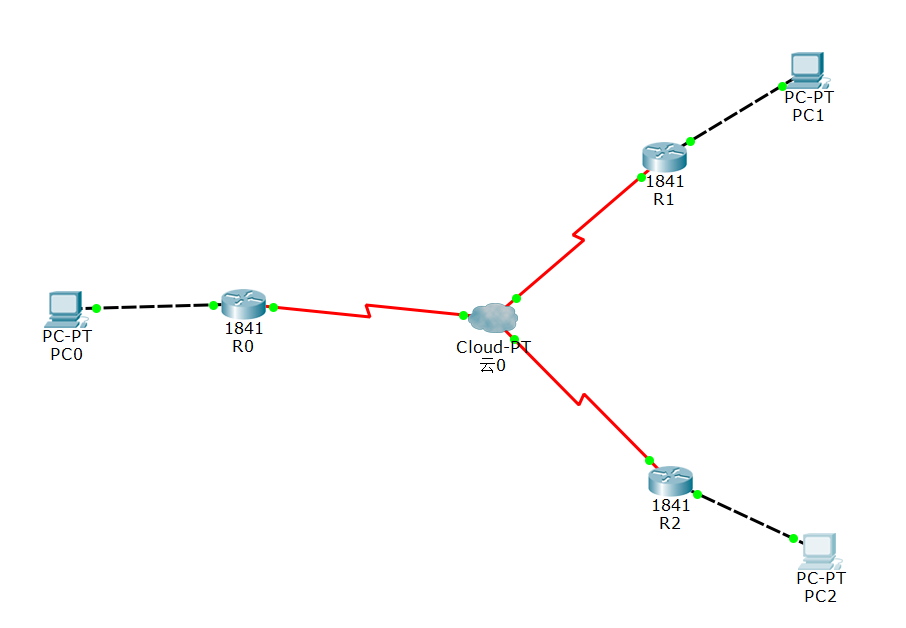 PC-PT
PC1
1841
R1
1841
R0
PC-PT
PC0
Cloud-PT
云0
1841
R2
PC-PT
PC2